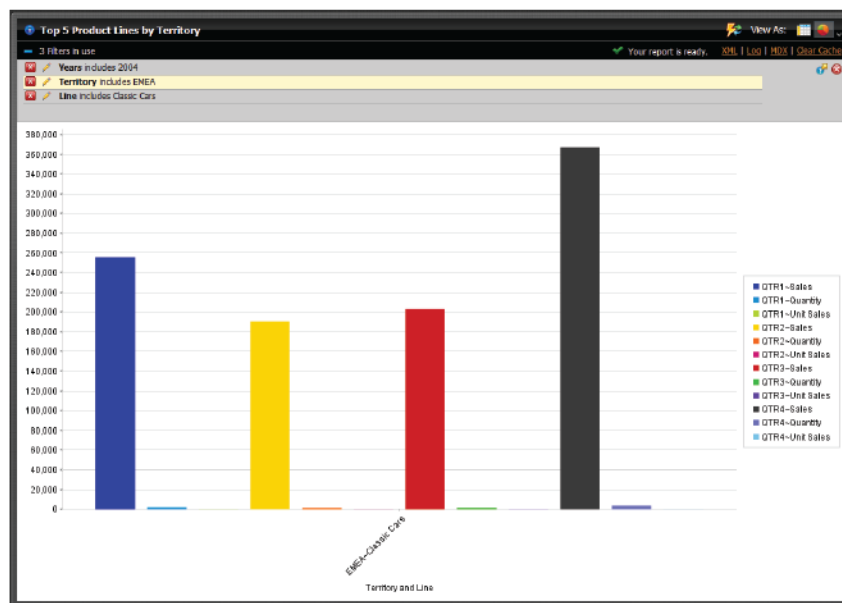 Top 5 Product Lines by Territory
View As:
3 Filters in use
Your report is ready. XML | Log | MDX | Clear Cache
Years includes 2004
Territory includes ENEA
Line includes Classic Cars
380,000
360,000
340,000
320,000
300,000
280,000
260,000
240,000
220,000
200,000
180,000
160,000
140,000
120,000
100,000
80,000
60,000
40,000
20,000
0
EMEA~Classic Cars
Territory and Line
QTR1~Sales
QTR1~Quantity
QTR1~Unit Sales
QTR2~Sales
QTR2~Quantity
QTR2~Unit Sales
QTR3~Sales
QTR3~Quantity
QTR3~Unit Sales
QTR4~Sales
QTR4~Quantity
QTR4~Unit Sales